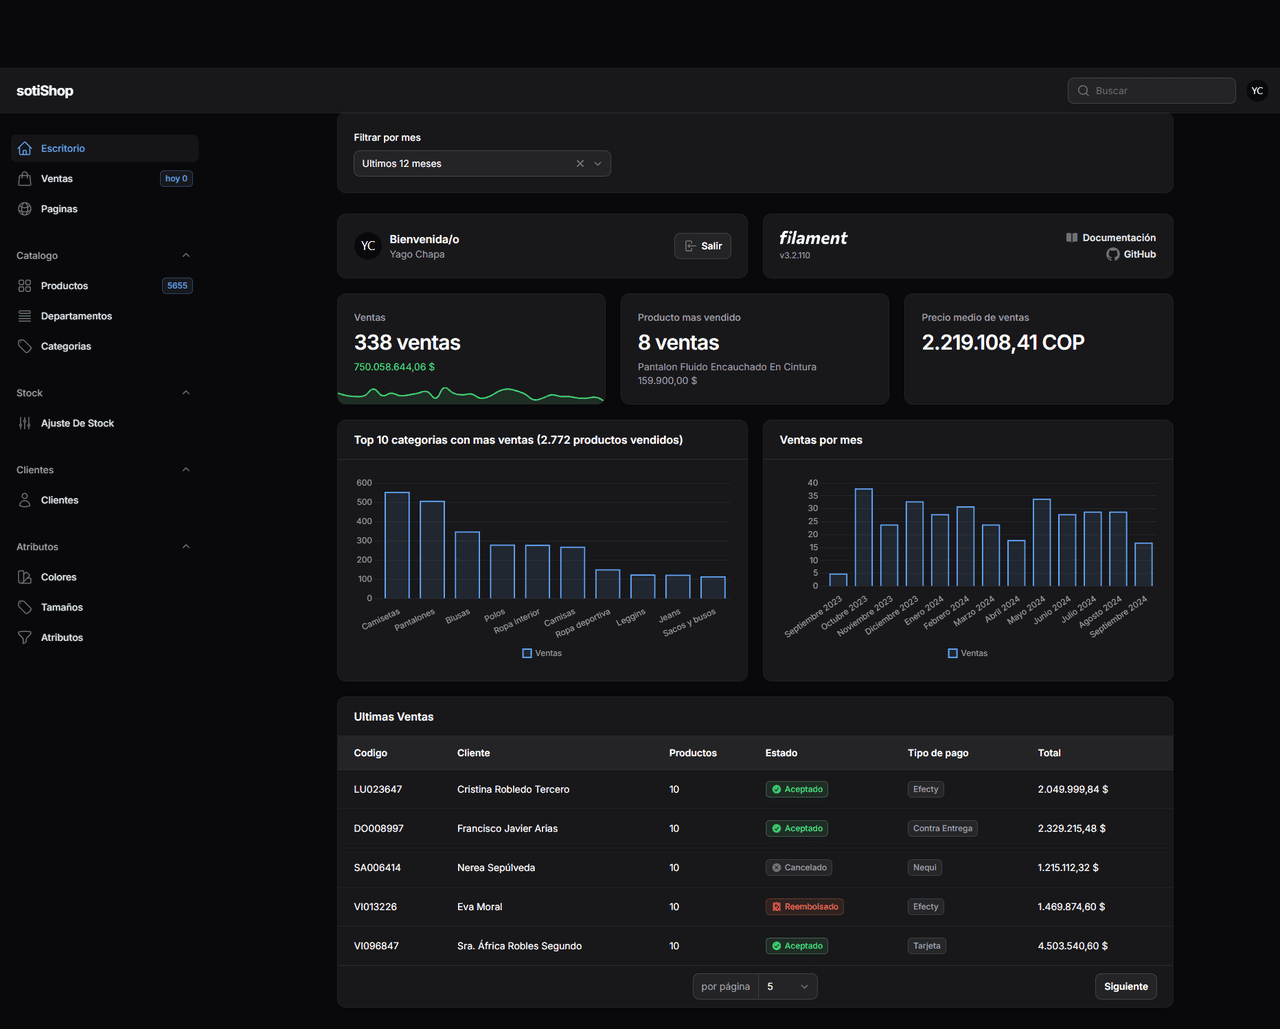 sotiShop
Buscar
YC
Escritorio
Ventas
hoy 0
Paginas
Catalogo
Productos
5655
Departamentos
Categorias
Stock
Ajuste De Stock
Clientes
Clientes
Atributos
Colores
Tamaños
Atributos
Filtrar por mes
Ultimos 12 meses
YC
Bienvenida/o
Yago Chapa
Salir
filament
v3.2.110
Documentación
GitHub
Ventas
338 ventas
750.058.644,06 $
Producto mas vendido
8 ventas
Pantalon Fluido Encauchado En Cintura
159.900,00 $
Precio medio de ventas
2.219.108,41 COP
Top 10 categorias con mas ventas (2.772 productos vendidos)
600
500
400
300
200
100
0
Camisetas
Pantalones
Blusas
Polos
Ropa interior
Camisas
Ropa deportiva
Leggins
Jeans
Sacos y busos
Ventas
Ventas por mes
40
35
30
25
20
15
10
5
0
Septiembre 2023
Octubre 2023
Noviembre 2023
Diciembre 2023
Enero 2024
Febrero 2024
Marzo 2024
Abril 2024
Mayo 2024
Junio 2024
Julio 2024
Agosto 2024
Septiembre 2024
Ventas
Ultimas Ventas
Codigo Cliente Productos Estado Tipo de pago Total
LU023647 Cristina Robledo Tercero 10 Aceptado Efecty 2.049.999,84 $
DO008997 Francisco Javier Arias 10 Aceptado Contra Entrega 2.329.215,48 $
SA006414 Nerea Sepúlveda 10 Cancelado Nequi 1.215.112,32 $
VI013226 Eva Moral 10 Reembolsado Efecty 1.469.874,60 $
VI096847 Sra. África Robles Segundo 10 Aceptado Tarjeta 4.503.540,60 $
por página 5
Siguiente